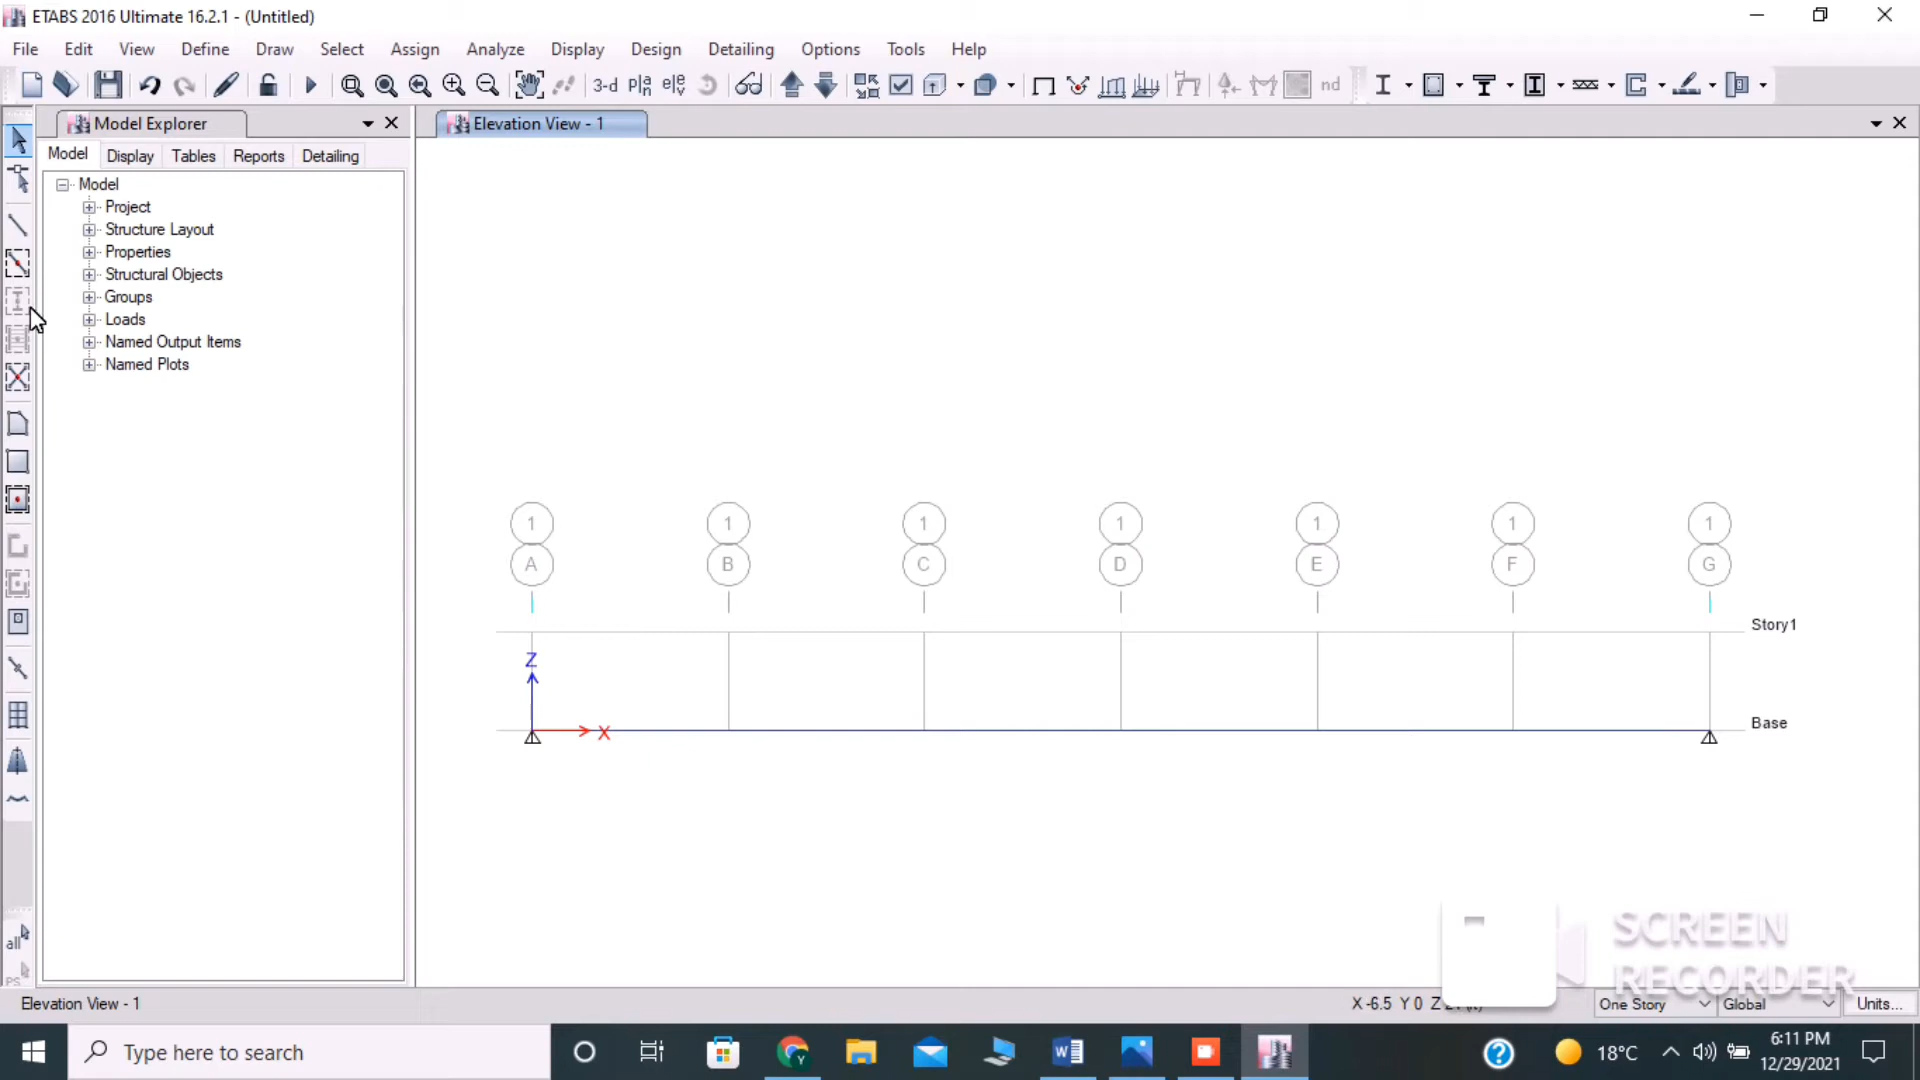 ETABS 2016 Ultimate 16.2.1 - (Untitled)
File Edit View Define Draw Select Assign Analyze Display Design Detailing Options Tools Help
3-d pla ele nd
Model Explorer
Elevation View - 1
Model Display Tables Reports Detailing
Model
Project
Structure Layout
Properties
Structural Objects
Groups
Loads
Named Output Items
Named Plots
1 1 1 1 1 1 1
A B C D E F G
Story1
Z
Base
X
all
PS
SCREEN
RECORDER
Elevation View - 1
X -6.5 Y 0 Z
One Story
Global
Units...
Type here to search
18°C
6:11 PM
12/29/2021